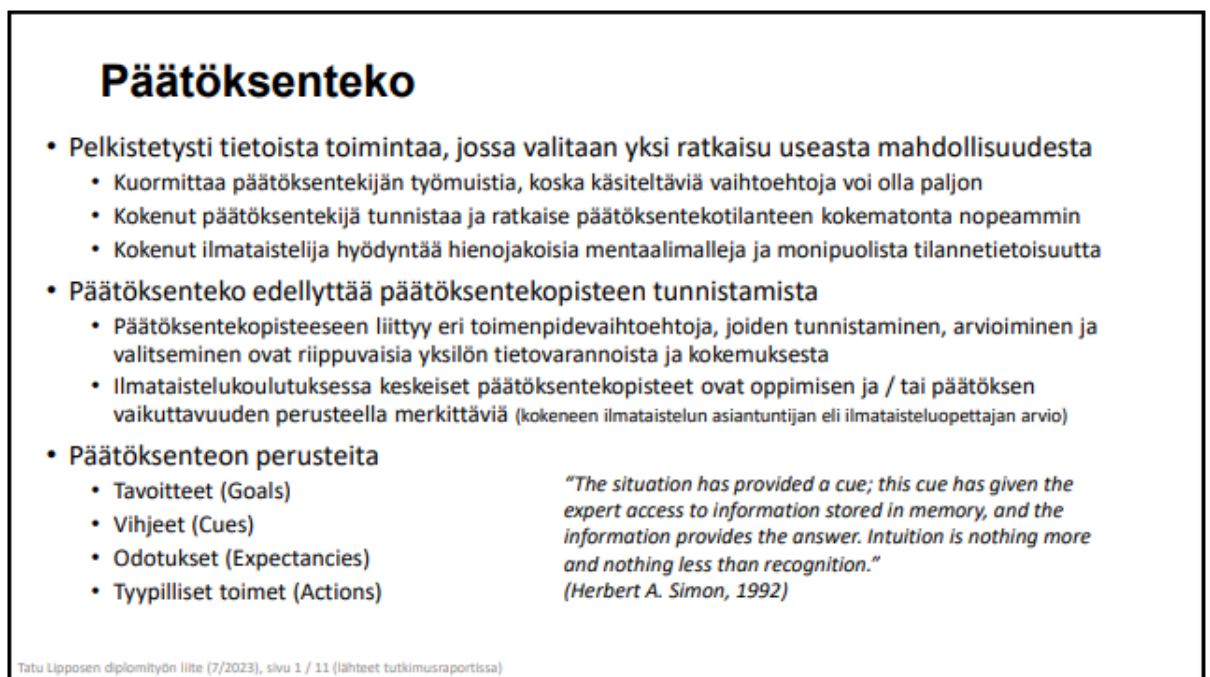 Päätöksenteko
• Pelkistetysti tietoista toimintaa, jossa valitaan yksi ratkaisu useasta mahdollisuudesta
• Kuormittaa päätöksentekijän työmuistia, koska käsiteltäviä vaihtoehtoja voi olla paljon
• Kokenut päätöksentekijä tunnistaa ja ratkaise päätöksentekotilanteen kokematonta nopeammin
• Kokenut ilmataistelija hyödyntää hienojakoisia mentaalimalleja ja monipuolista tilannetietoisuutta
• Päätöksenteko edellyttää päätöksentekopisteen tunnistamista
• Päätöksentekopisteeseen liittyy eri toimenpidevaihtoehtoja, joiden tunnistaminen, arvioiminen ja
valitseminen ovat riippuvaisia yksilön tietovarannoista ja kokemuksesta
• Ilmataistelukoulutuksessa keskeiset päätöksentekopisteet ovat oppimisen ja / tai päätöksen
vaikuttavuuden perusteella merkittäviä (kokeneen ilmataistelun asiantuntijan eli ilmataisteluopettajan arvio)
• Päätöksenteon perusteita
• Tavoitteet (Goals)
• Vihjeet (Cues)
• Odotukset (Expectancies)
• Tyypilliset toimet (Actions)
"The situation has provided a cue; this cue has given the
expert access to information stored in memory, and the
information provides the answer. Intuition is nothing more
and nothing less than recognition."
(Herbert A. Simon, 1992)
Tatu Lipposen diplomityön liite (7/2023), sivu 1 / 11 (lähteet tutkimusraportissa)